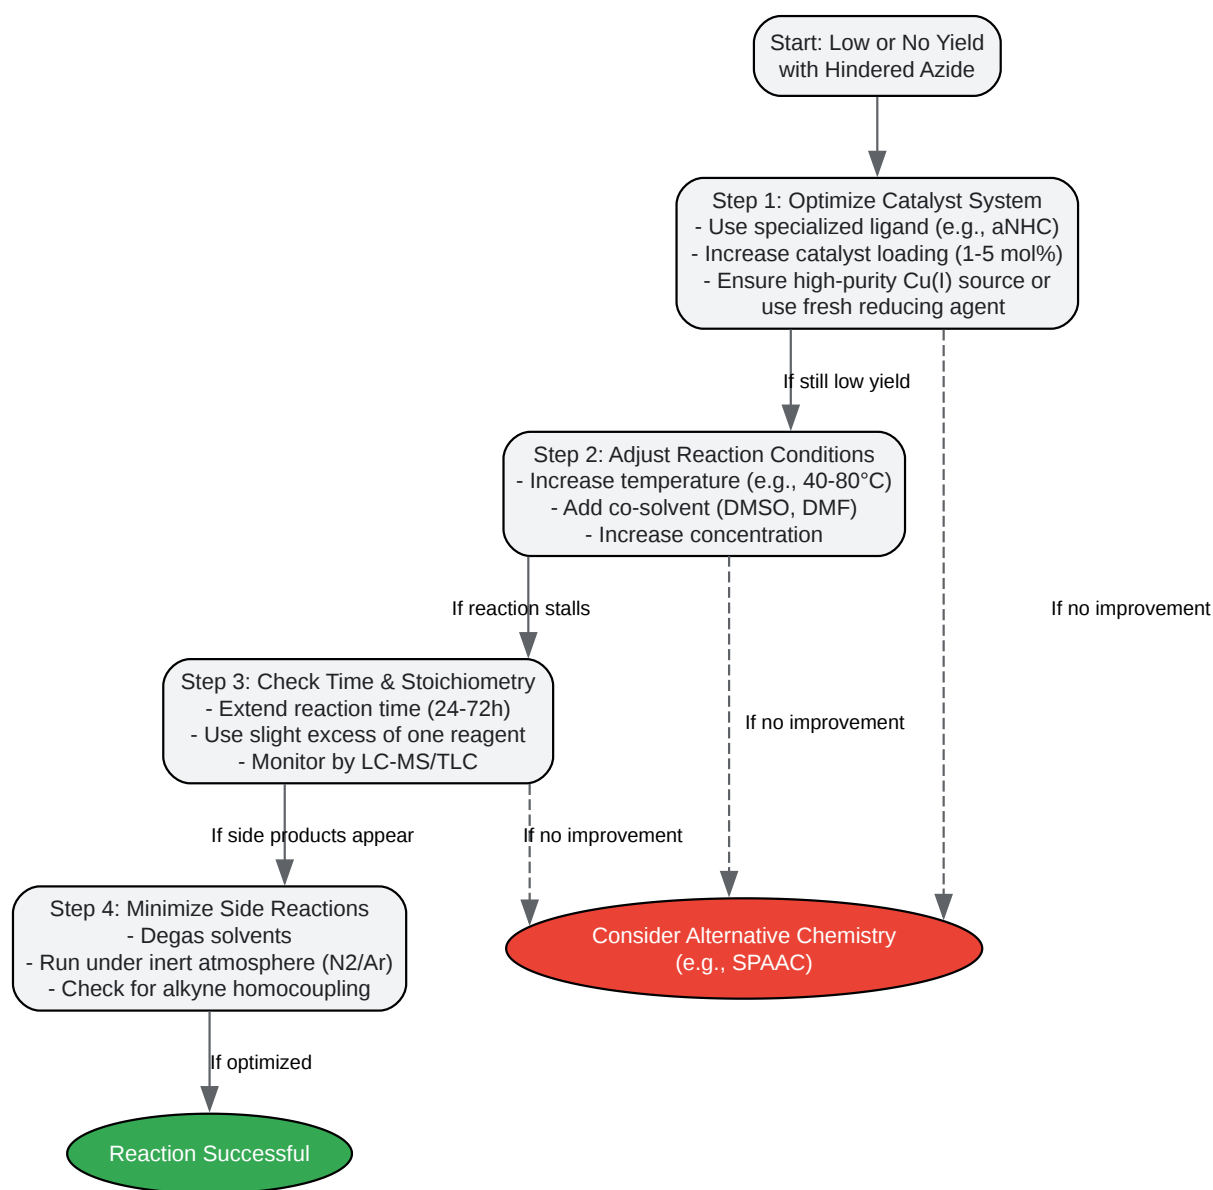 Start: Low or No Yield
with Hindered Azide
Step 1: Optimize Catalyst System
- Use specialized ligand (e.g., aNHC)
- Increase catalyst loading (1-5 mol%)
- Ensure high-purity Cu(I) source or
use fresh reducing agent
If still low yield
Step 2: Adjust Reaction Conditions
- Increase temperature (e.g., 40-80°C)
- Add co-solvent (DMSO, DMF)
- Increase concentration
If reaction stalls
If no improvement
Step 3: Check Time & Stoichiometry
- Extend reaction time (24-72h)
- Use slight excess of one reagent
- Monitor by LC-MS/TLC
If no improvement
If side products appear
If no improvement
Step 4: Minimize Side Reactions
- Degas solvents
- Run under inert atmosphere (N2/Ar)
- Check for alkyne homocoupling
Consider Alternative Chemistry
(e.g., SPAAC)
If optimized
Reaction Successful